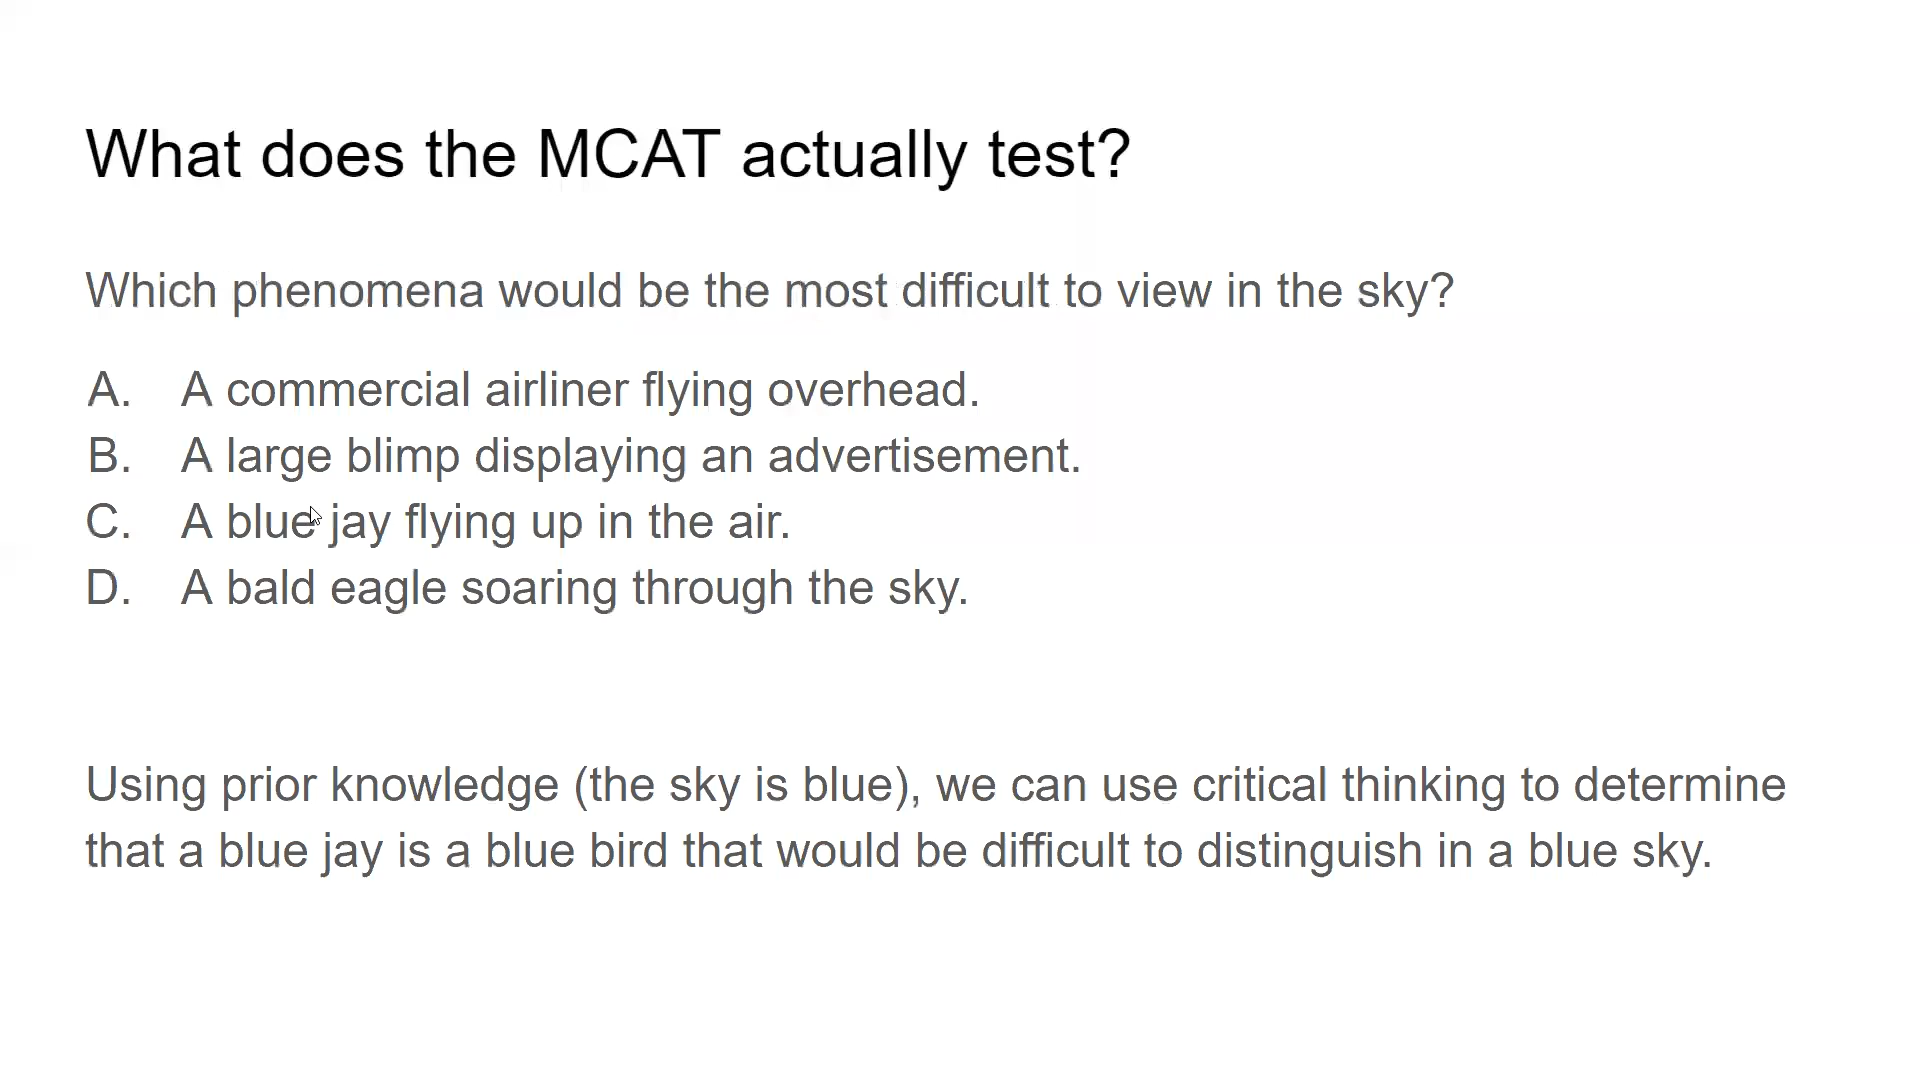 What does the MCAT actually test?
Which phenomena would be the most difficult to view in the sky?
A. A commercial airliner flying overhead.
B. A large blimp displaying an advertisement.
C. A blue jay flying up in the air.
D. A bald eagle soaring through the sky.
Using prior knowledge (the sky is blue), we can use critical thinking to determine
that a blue jay is a blue bird that would be difficult to distinguish in a blue sky.